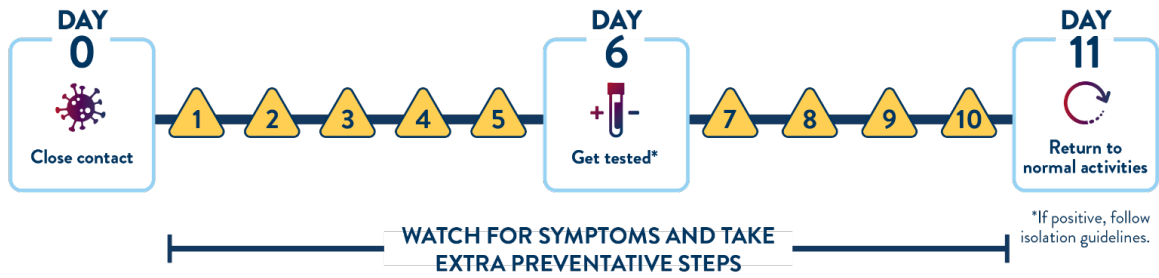 DAY
0
Close contact
1
2
3
4
5
DAY
6
+ -
Get tested*
7
8
9
10
DAY
11
Return to
normal activities
*If positive, follow
isolation guidelines.
WATCH FOR SYMPTOMS AND TAKE
EXTRA PREVENTATIVE STEPS